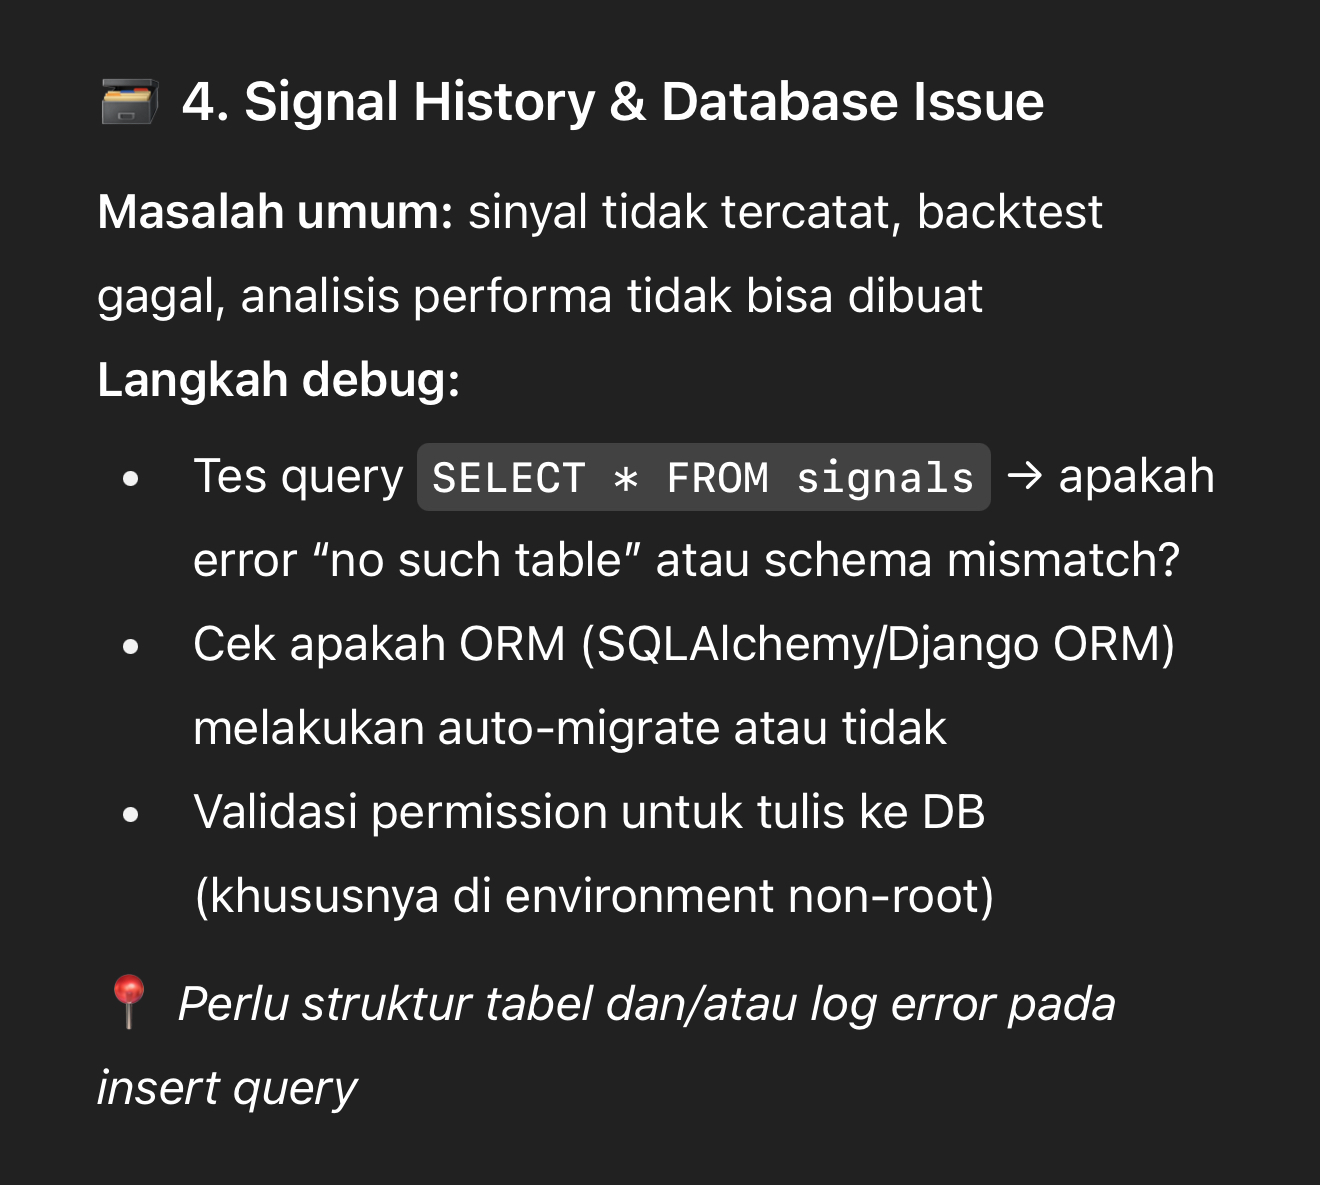 🗃️ 4. Signal History & Database Issue
Masalah umum: sinyal tidak tercatat, backtest
gagal, analisis performa tidak bisa dibuat
Langkah debug:
• Tes query SELECT * FROM signals → apakah
error “no such table” atau schema mismatch?
• Cek apakah ORM (SQLAlchemy/Django ORM)
melakukan auto-migrate atau tidak
• Validasi permission untuk tulis ke DB
(khususnya di environment non-root)
📍 Perlu struktur tabel dan/atau log error pada
insert query